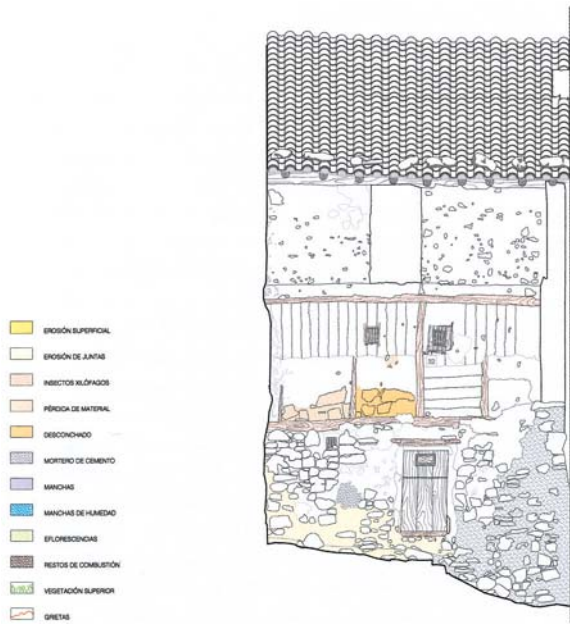 EROSIÓN SUPERFICIAL
EROSIÓN DE JUNTAS
INSECTOS XILÓFAGOS
PÉRDIDA DE MATERIAL
DESCONCHADO
MORTERO DE CEMENTO
MANCHAS
MANCHAS DE HUMEDAD
EFLORESCENCIAS
RESTOS DE COMBUSTIÓN
VEGETACIÓN SUPERIOR
GRIETAS